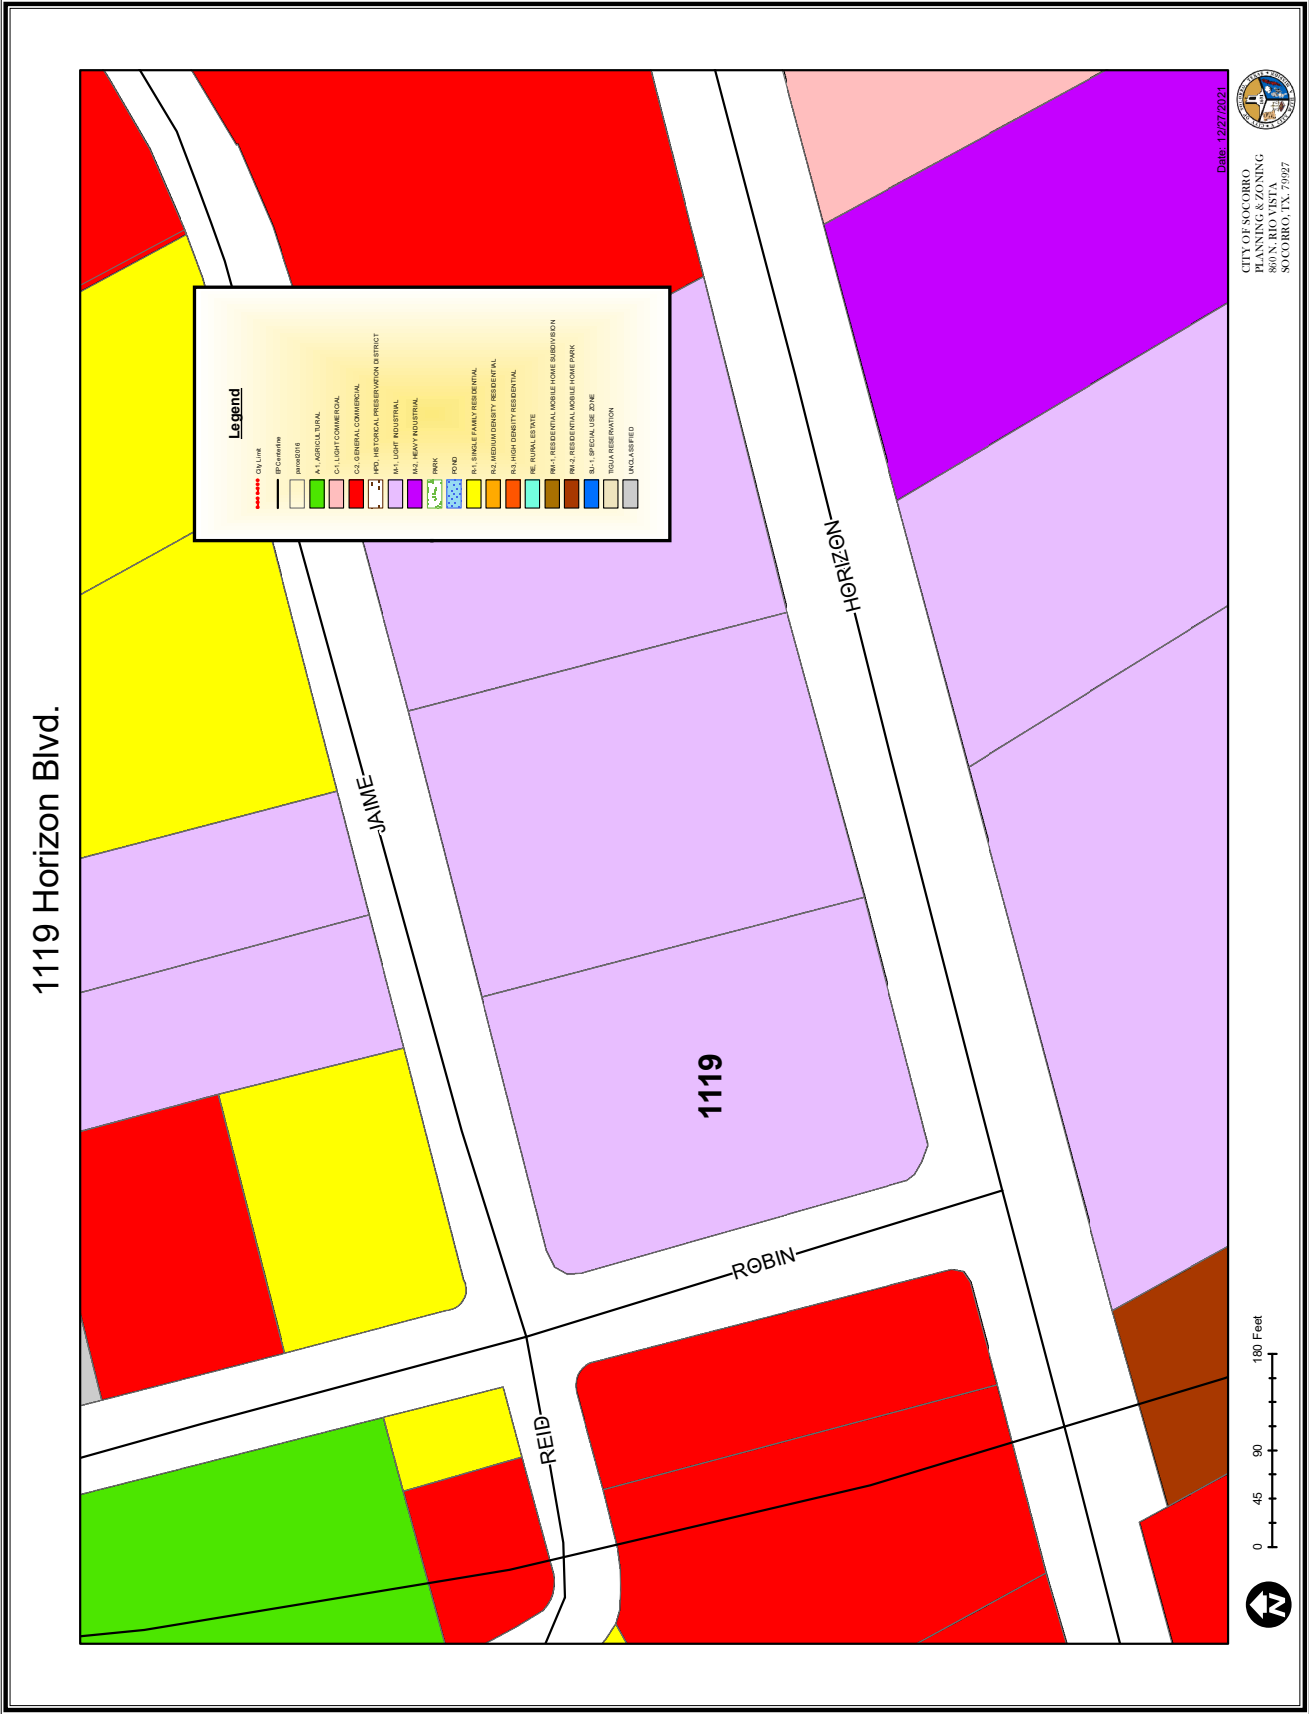 1119 Horizon Blvd.
Legend
City Limit
EPCenterline
parcel2016
A-1, AGRICULTURAL
C-1, LIGHT COMMERCIAL
C-2, GENERAL COMMERCIAL
HPD, HISTORICAL PRESERVATION DISTRICT
M-1, LIGHT INDUSTRIAL
M-2, HEAVY INDUSTRIAL
PARK
POND
R-1, SINGLE FAMILY RESIDENTIAL
R-2, MEDIUM DENSITY RESIDENTIAL
R-3, HIGH DENSITY RESIDENTIAL
RE, RURAL ESTATE
RM-1, RESIDENTIAL MOBILE HOME SUBDIVISION
RM-2, RESIDENTIAL MOBILE HOME PARK
SU-1, SPECIAL USE ZONE
TIGUA RESERVATION
UNCLASSIFIED
JAIME
HORIZON
1119
ROBIN
REID
Date: 12/27/2021
CITY OF SOCORRO
PLANNING & ZONING
860 N. RIO VISTA
SOCORRO, TX. 79927
0 45 90 180 Feet
N